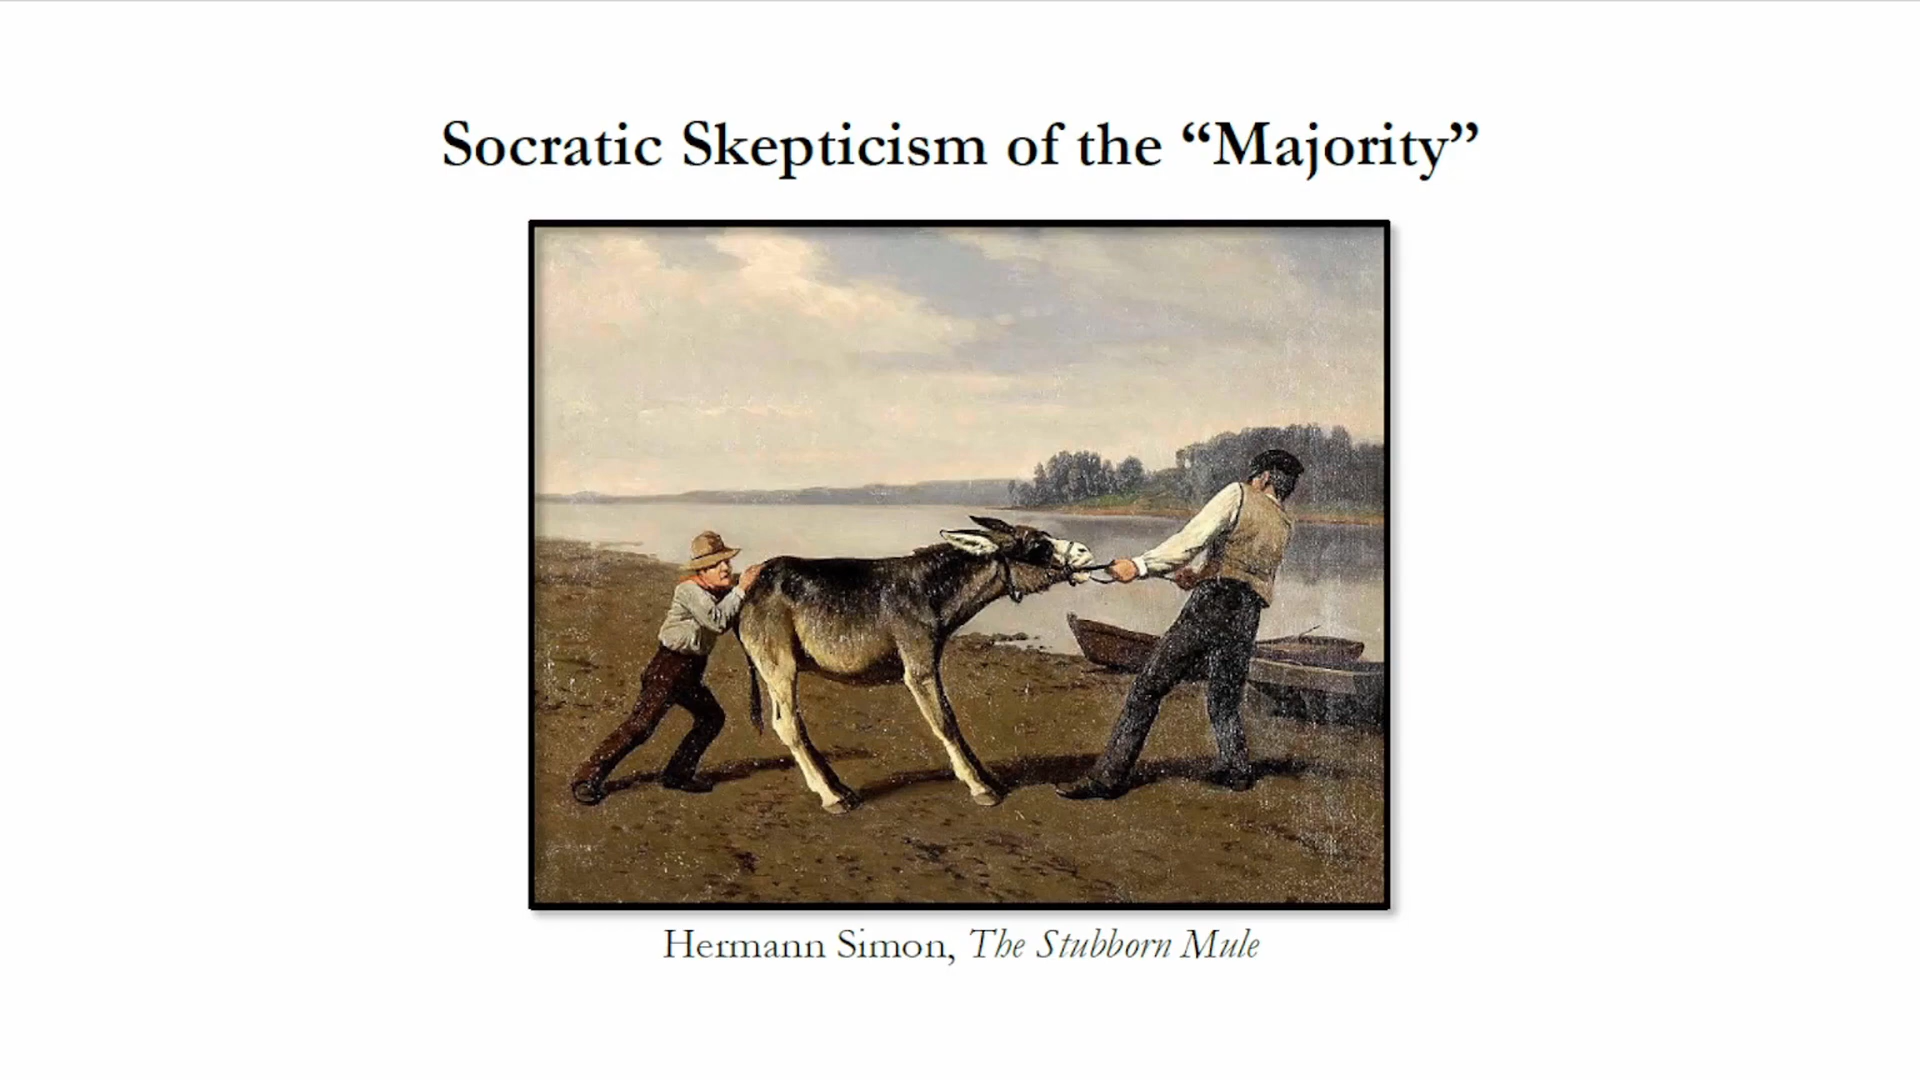 Socratic Skepticism of the “Majority”
Hermann Simon, The Stubborn Mule